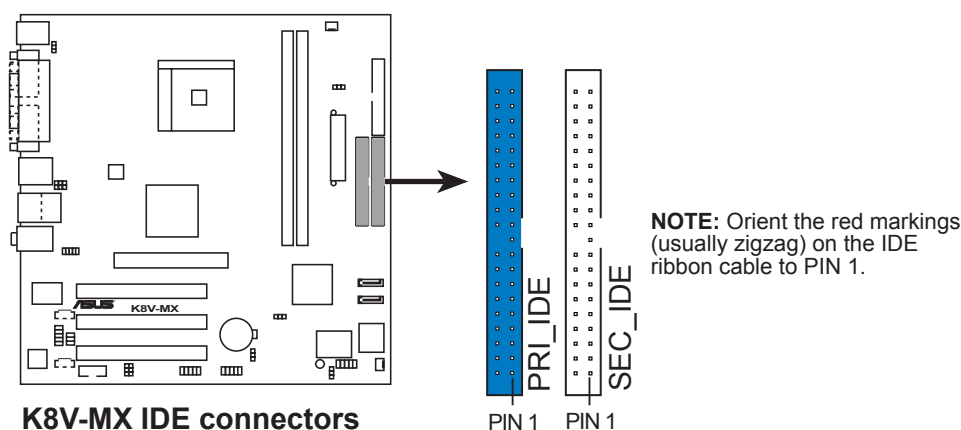 /SUS
K8V-MX
PRI_IDE
SEC_IDE
PIN 1
PIN 1
NOTE: Orient the red markings
(usually zigzag) on the IDE
ribbon cable to PIN 1.
K8V-MX IDE connectors